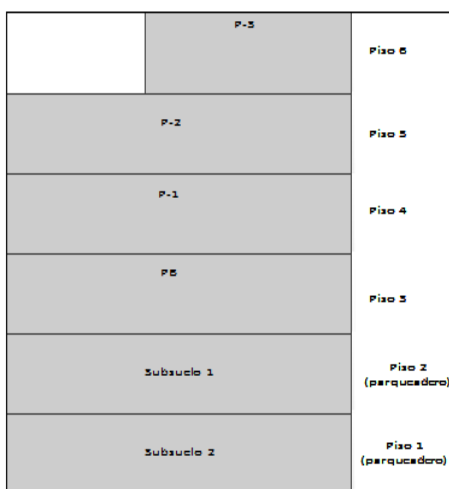 P-3
Piso 6
P-2
Piso 5
P-1
Piso 4
PB
Piso 3
Subsuelo 1
Piso 2
(parqueadero)
Subsuelo 2
Piso 1
(parqueadero)